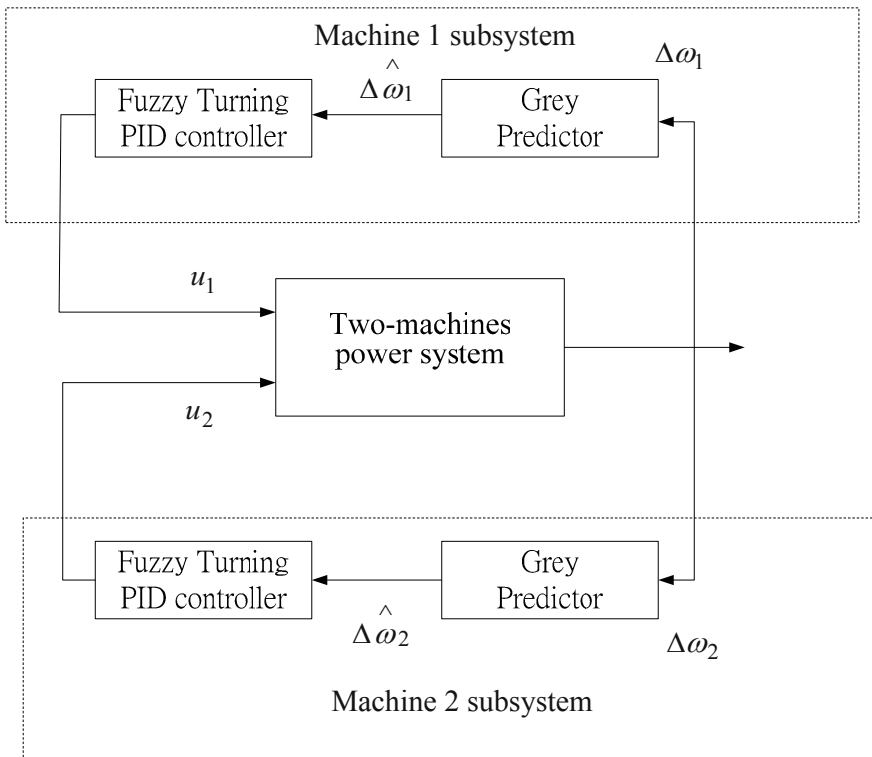 Machine 1 subsystem
Δω1
^
Δω1
Fuzzy Turning
PID controller
Grey
Predictor
u1
Two-machines
power system
u2
Fuzzy Turning
PID controller
Grey
Predictor
^
Δω2
Δω2
Machine 2 subsystem